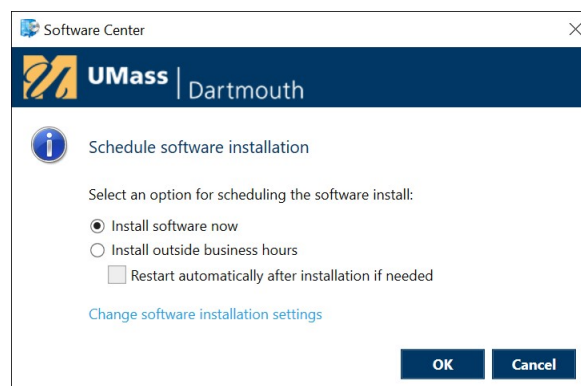 Software Center
UMass | Dartmouth
Schedule software installation
Select an option for scheduling the software install:
Install software now
Install outside business hours
Restart automatically after installation if needed
Change software installation settings
OK Cancel